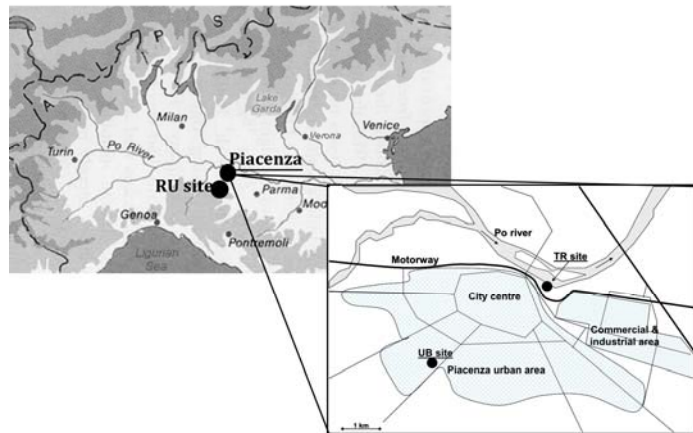 A L P S
Lake
Garda
Milan
Verona
Venice
Turin
Po River
Piacenza
RU site
Parma
Mod
Genoa
Pontremoli
Ligurian
Sea
Po river
TR site
Motorway
City centre
Commercial &
industrial area
UB site
Piacenza urban area
1 km